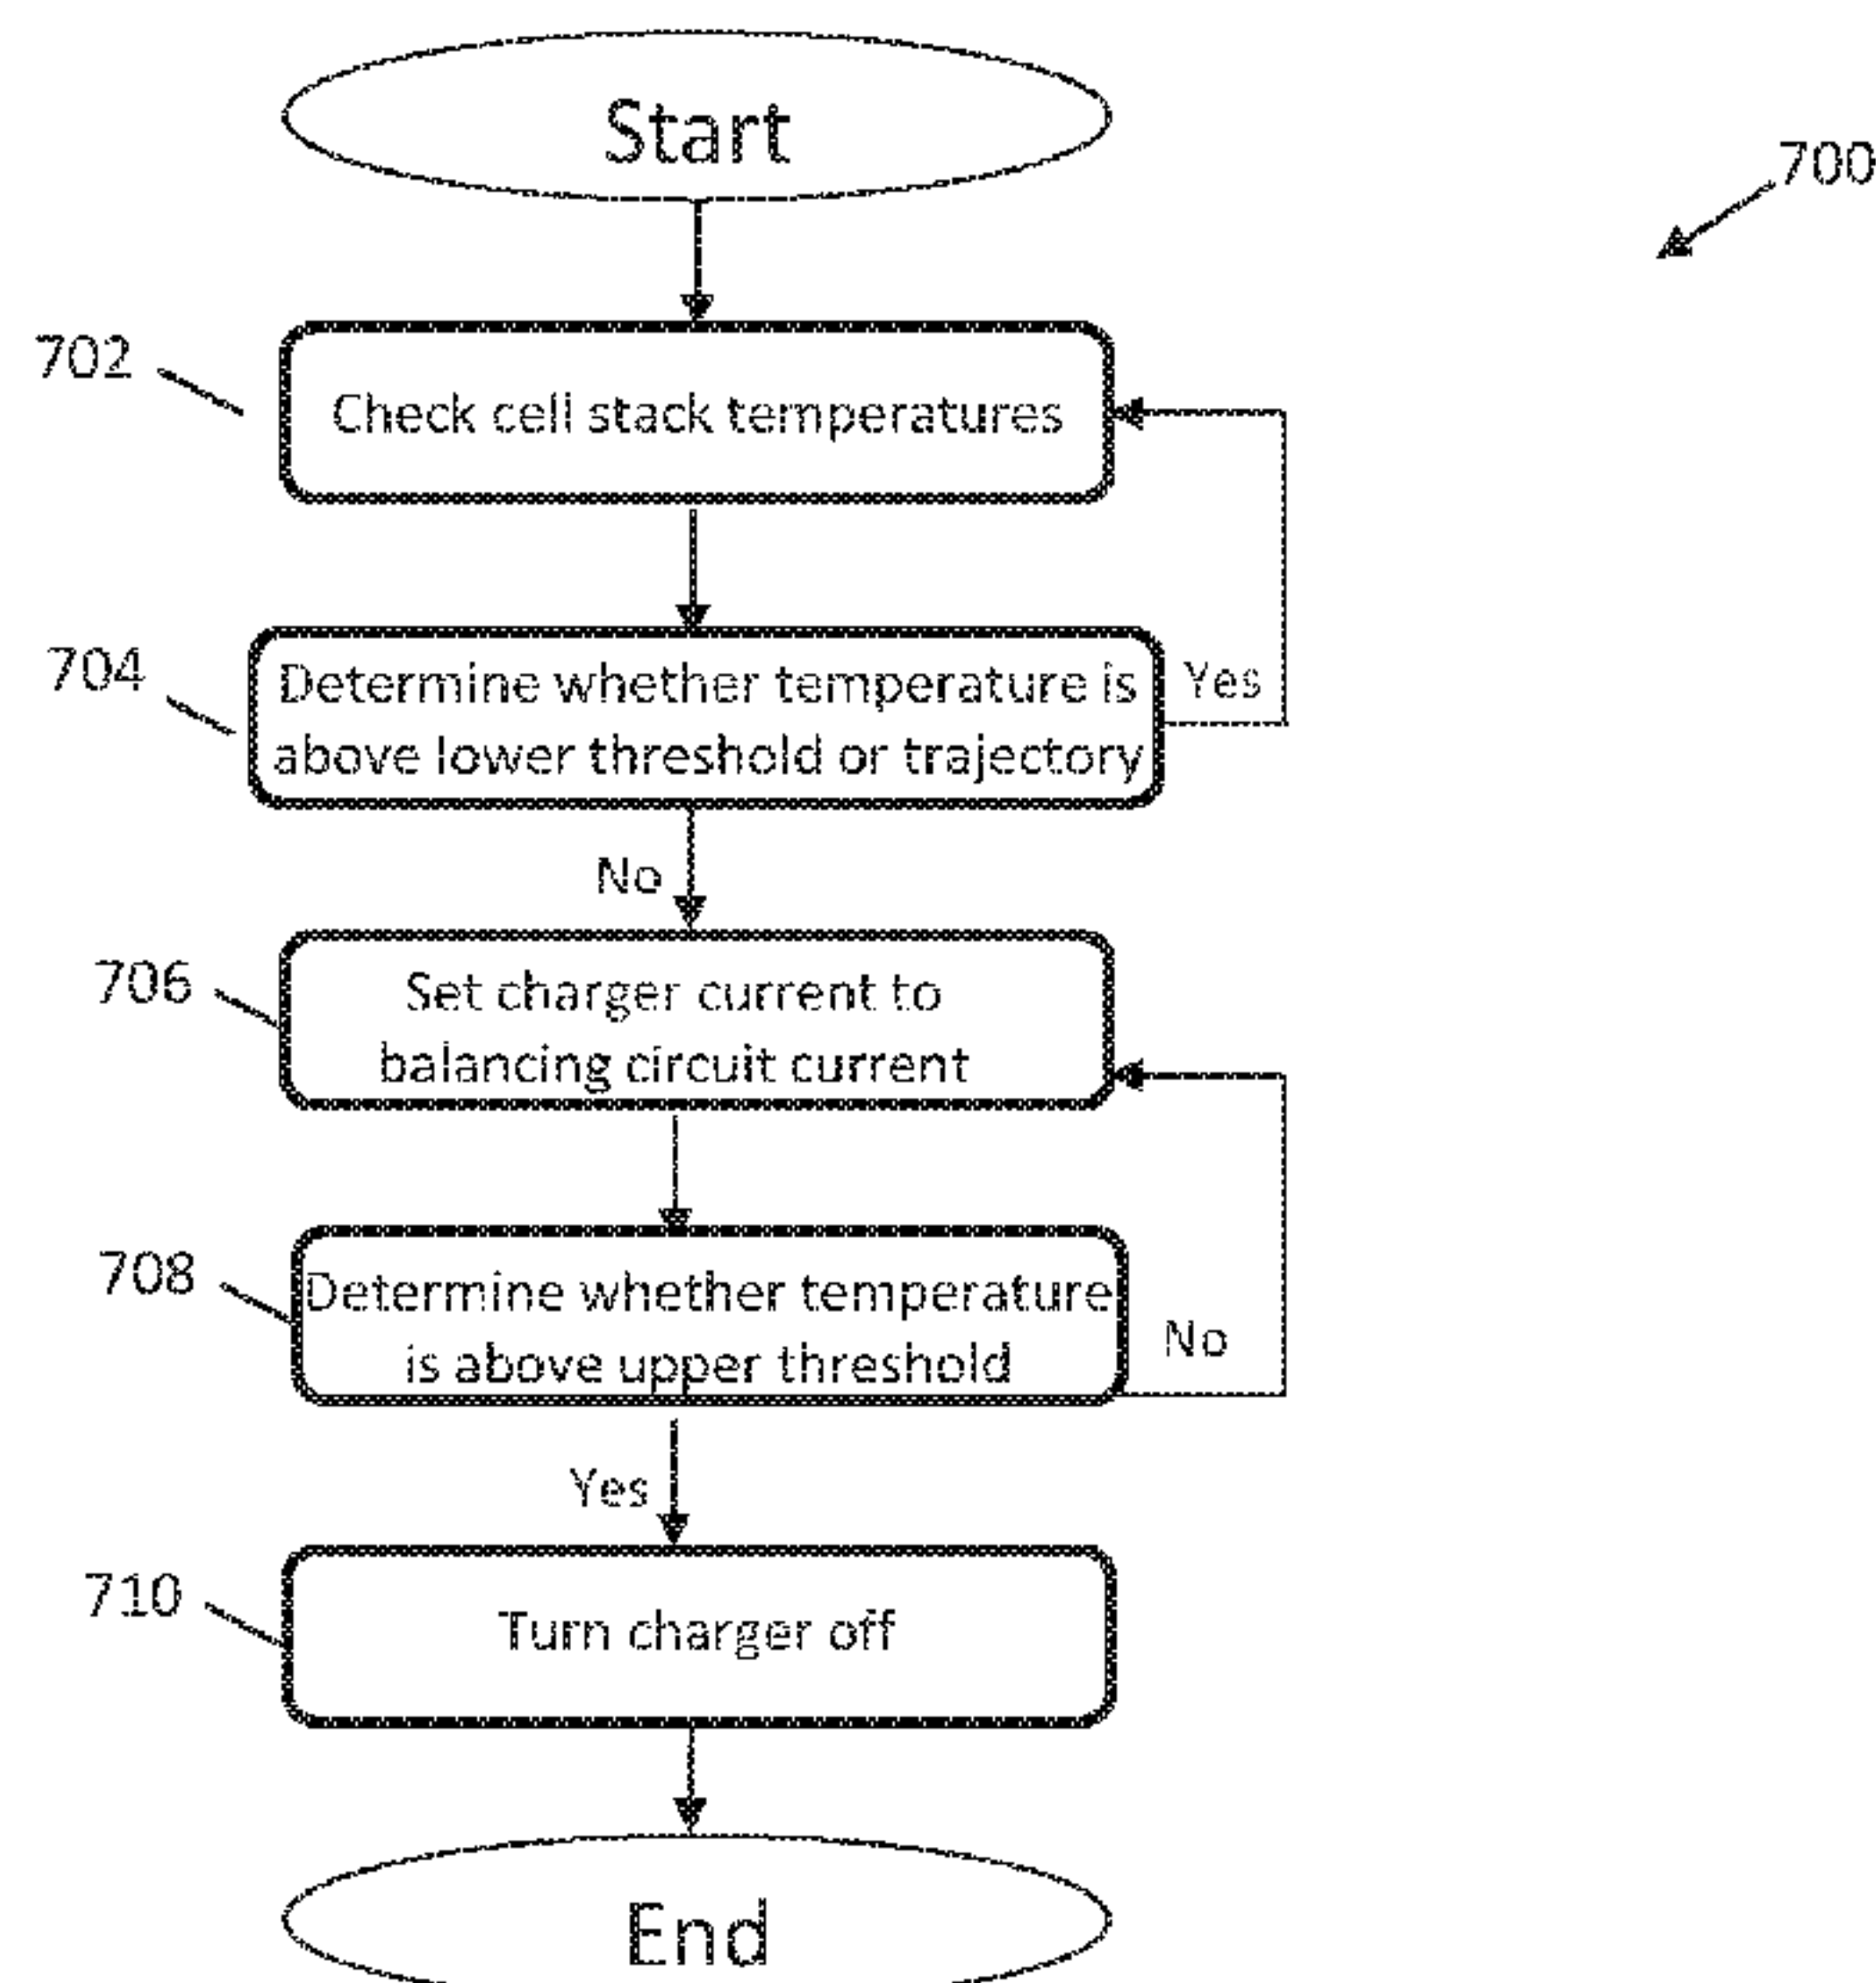 Start
700
702
Check cell stack temperatures
704
Determine whether temperature is
above lower threshold or trajectory
Yes
No
706
Set charger current to
balancing circuit current
708
Determine whether temperature
is above upper threshold
No
Yes
710
Turn charger off
End